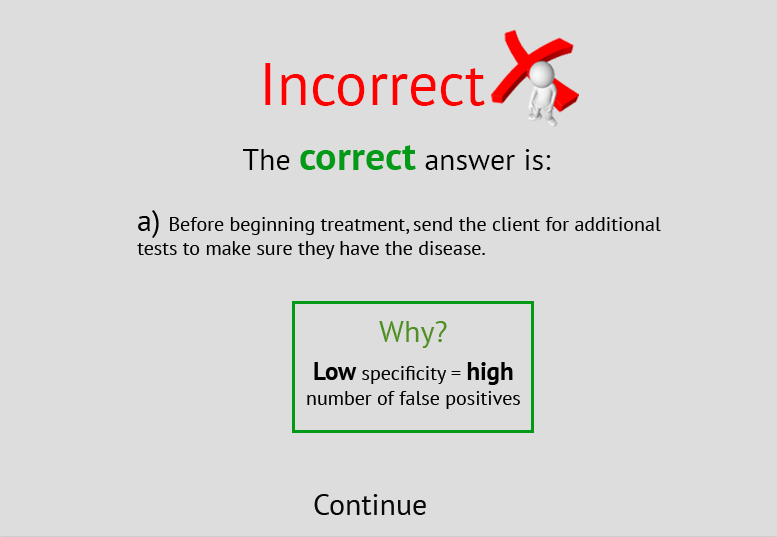 Incorrect
The correct answer is:
a) Before beginning treatment, send the client for additional
tests to make sure they have the disease.
Why?
Low specificity = high
number of false positives
Continue